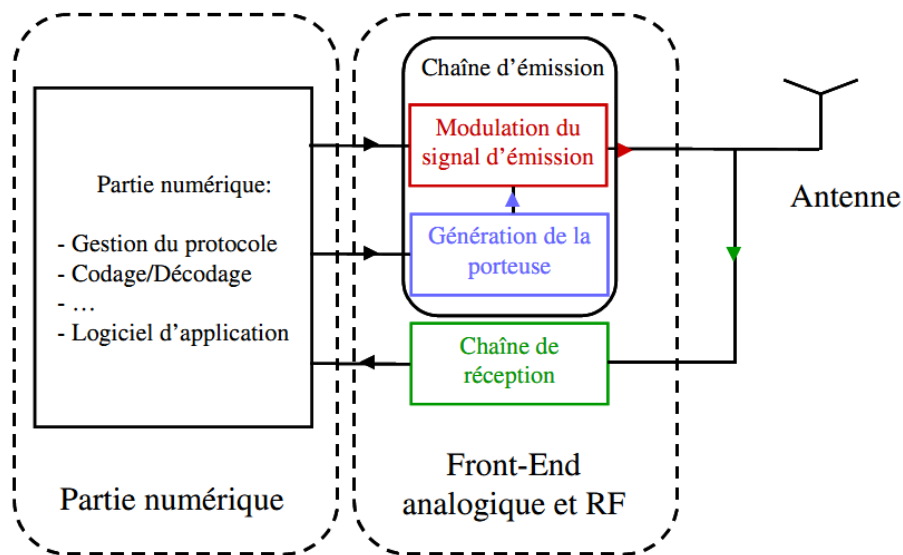 Partie numérique:
- Gestion du protocole
- Codage/Décodage
- …
- Logiciel d'application
Partie numérique
Chaîne d'émission
Modulation du
signal d'émission
Génération de la
porteuse
Chaîne de
réception
Front-End
analogique et RF
Antenne